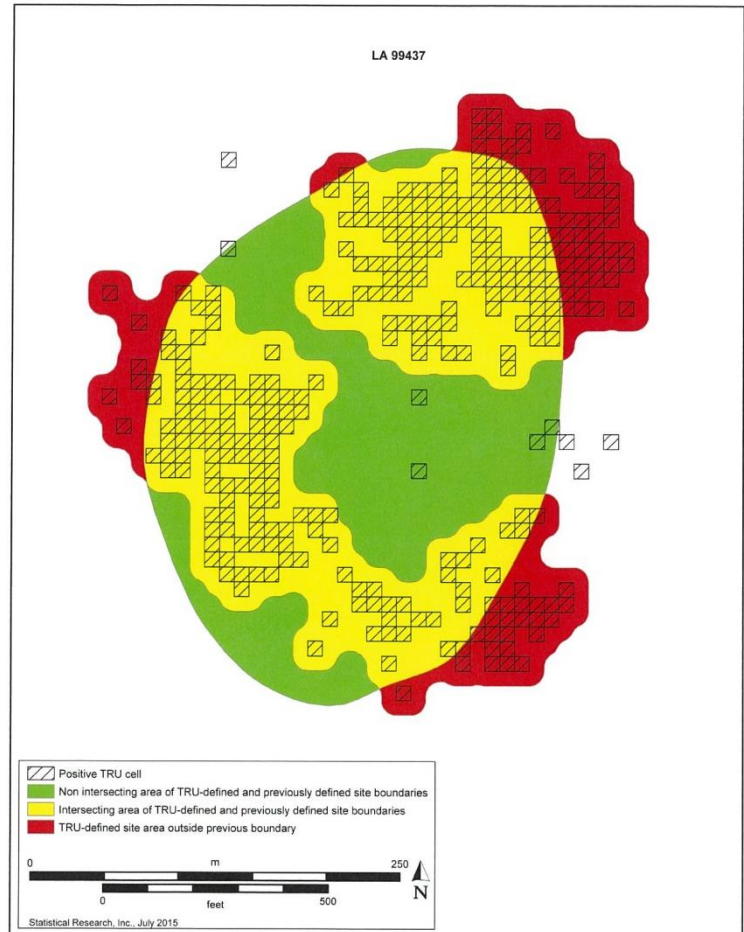 LA 99437
Positive TRU cell
Non intersecting area of TRU-defined and previously defined site boundaries
Intersecting area of TRU-defined and previously defined site boundaries
TRU-defined site area outside previous boundary
0 m 250
0 feet 500
N
Statistical Research, Inc., July 2015